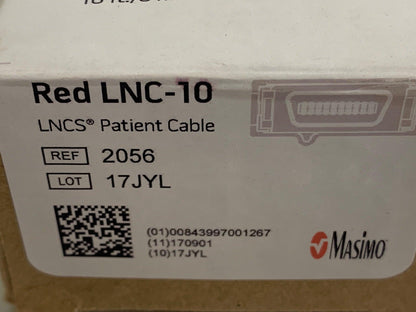 Red LNC-10
LNCS® Patient Cable
REF 2056
LOT 17JYL
(01)00843997001267
(11)170901
(10)17JYL
MASIMO